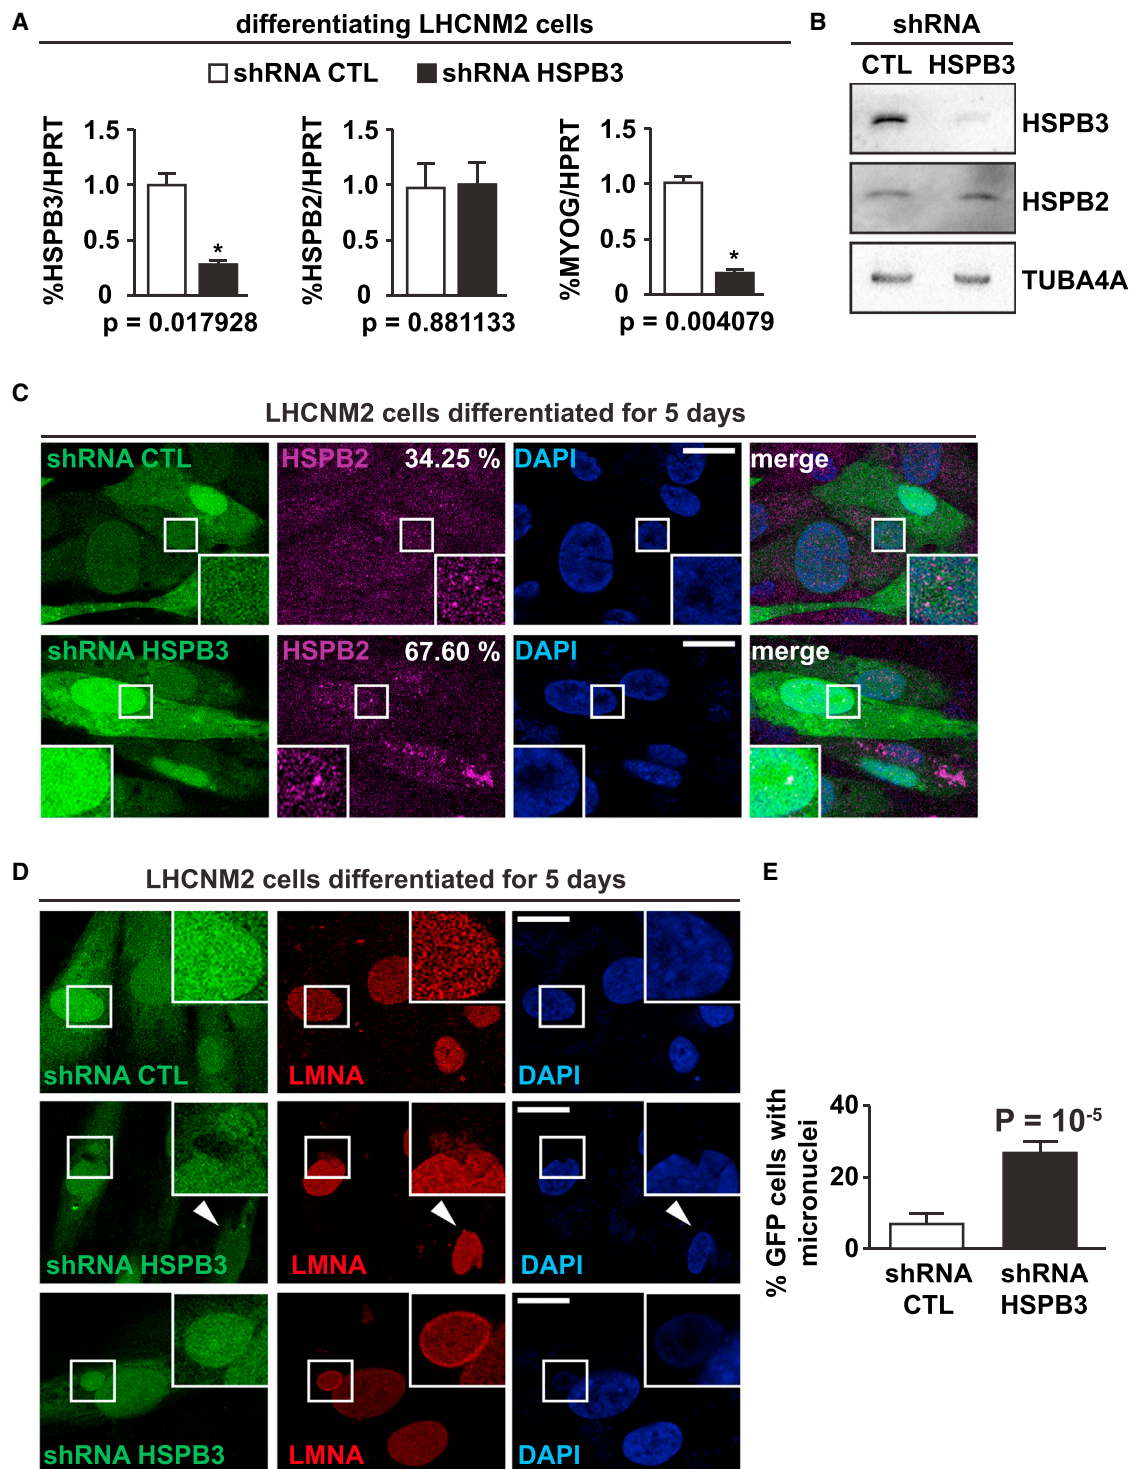 A
differentiating LHCNM2 cells
shRNA CTL shRNA HSPB3
%HSPB3/HPRT
1.5
1.0
0.5
0
*
p = 0.017928
%HSPB2/HPRT
1.5
1.0
0.5
0
p = 0.881133
%MYOG/HPRT
1.5
1.0
0.5
0
*
p = 0.004079
B
shRNA
CTL HSPB3
HSPB3
HSPB2
TUBA4A
C
LHCNM2 cells differentiated for 5 days
shRNA CTL HSPB2 34.25 % DAPI merge
shRNA HSPB3 HSPB2 67.60 % DAPI merge
D
LHCNM2 cells differentiated for 5 days
shRNA CTL LMNA DAPI
shRNA HSPB3 LMNA DAPI
shRNA HSPB3 LMNA DAPI
E
% GFP cells with
micronuclei
40
20
0
P = 10⁻⁵
shRNA
CTL
shRNA
HSPB3